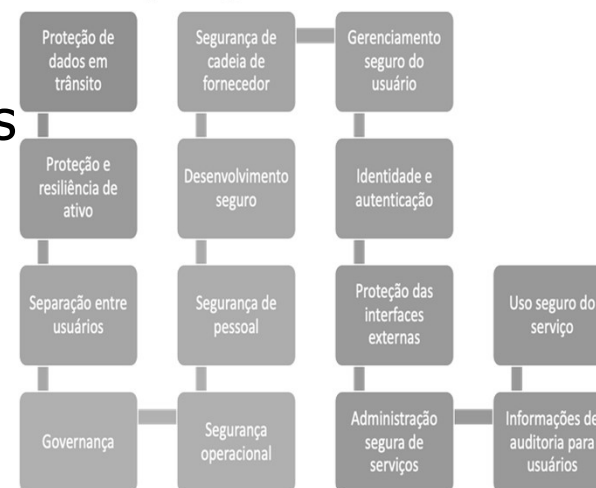 Proteção de
dados em
trânsito
s
Proteção e
resiliência de
ativo
Separação entre
usuários
Governança
Segurança
operacional
Segurança de
pessoal
Desenvolvimento
seguro
Segurança de
cadeia de
fornecedor
Gerenciamento
seguro do
usuário
Identidade e
autenticação
Proteção das
interfaces
externas
Administração
segura de
serviços
Informações de
auditoria para
usuários
Uso seguro do
serviço